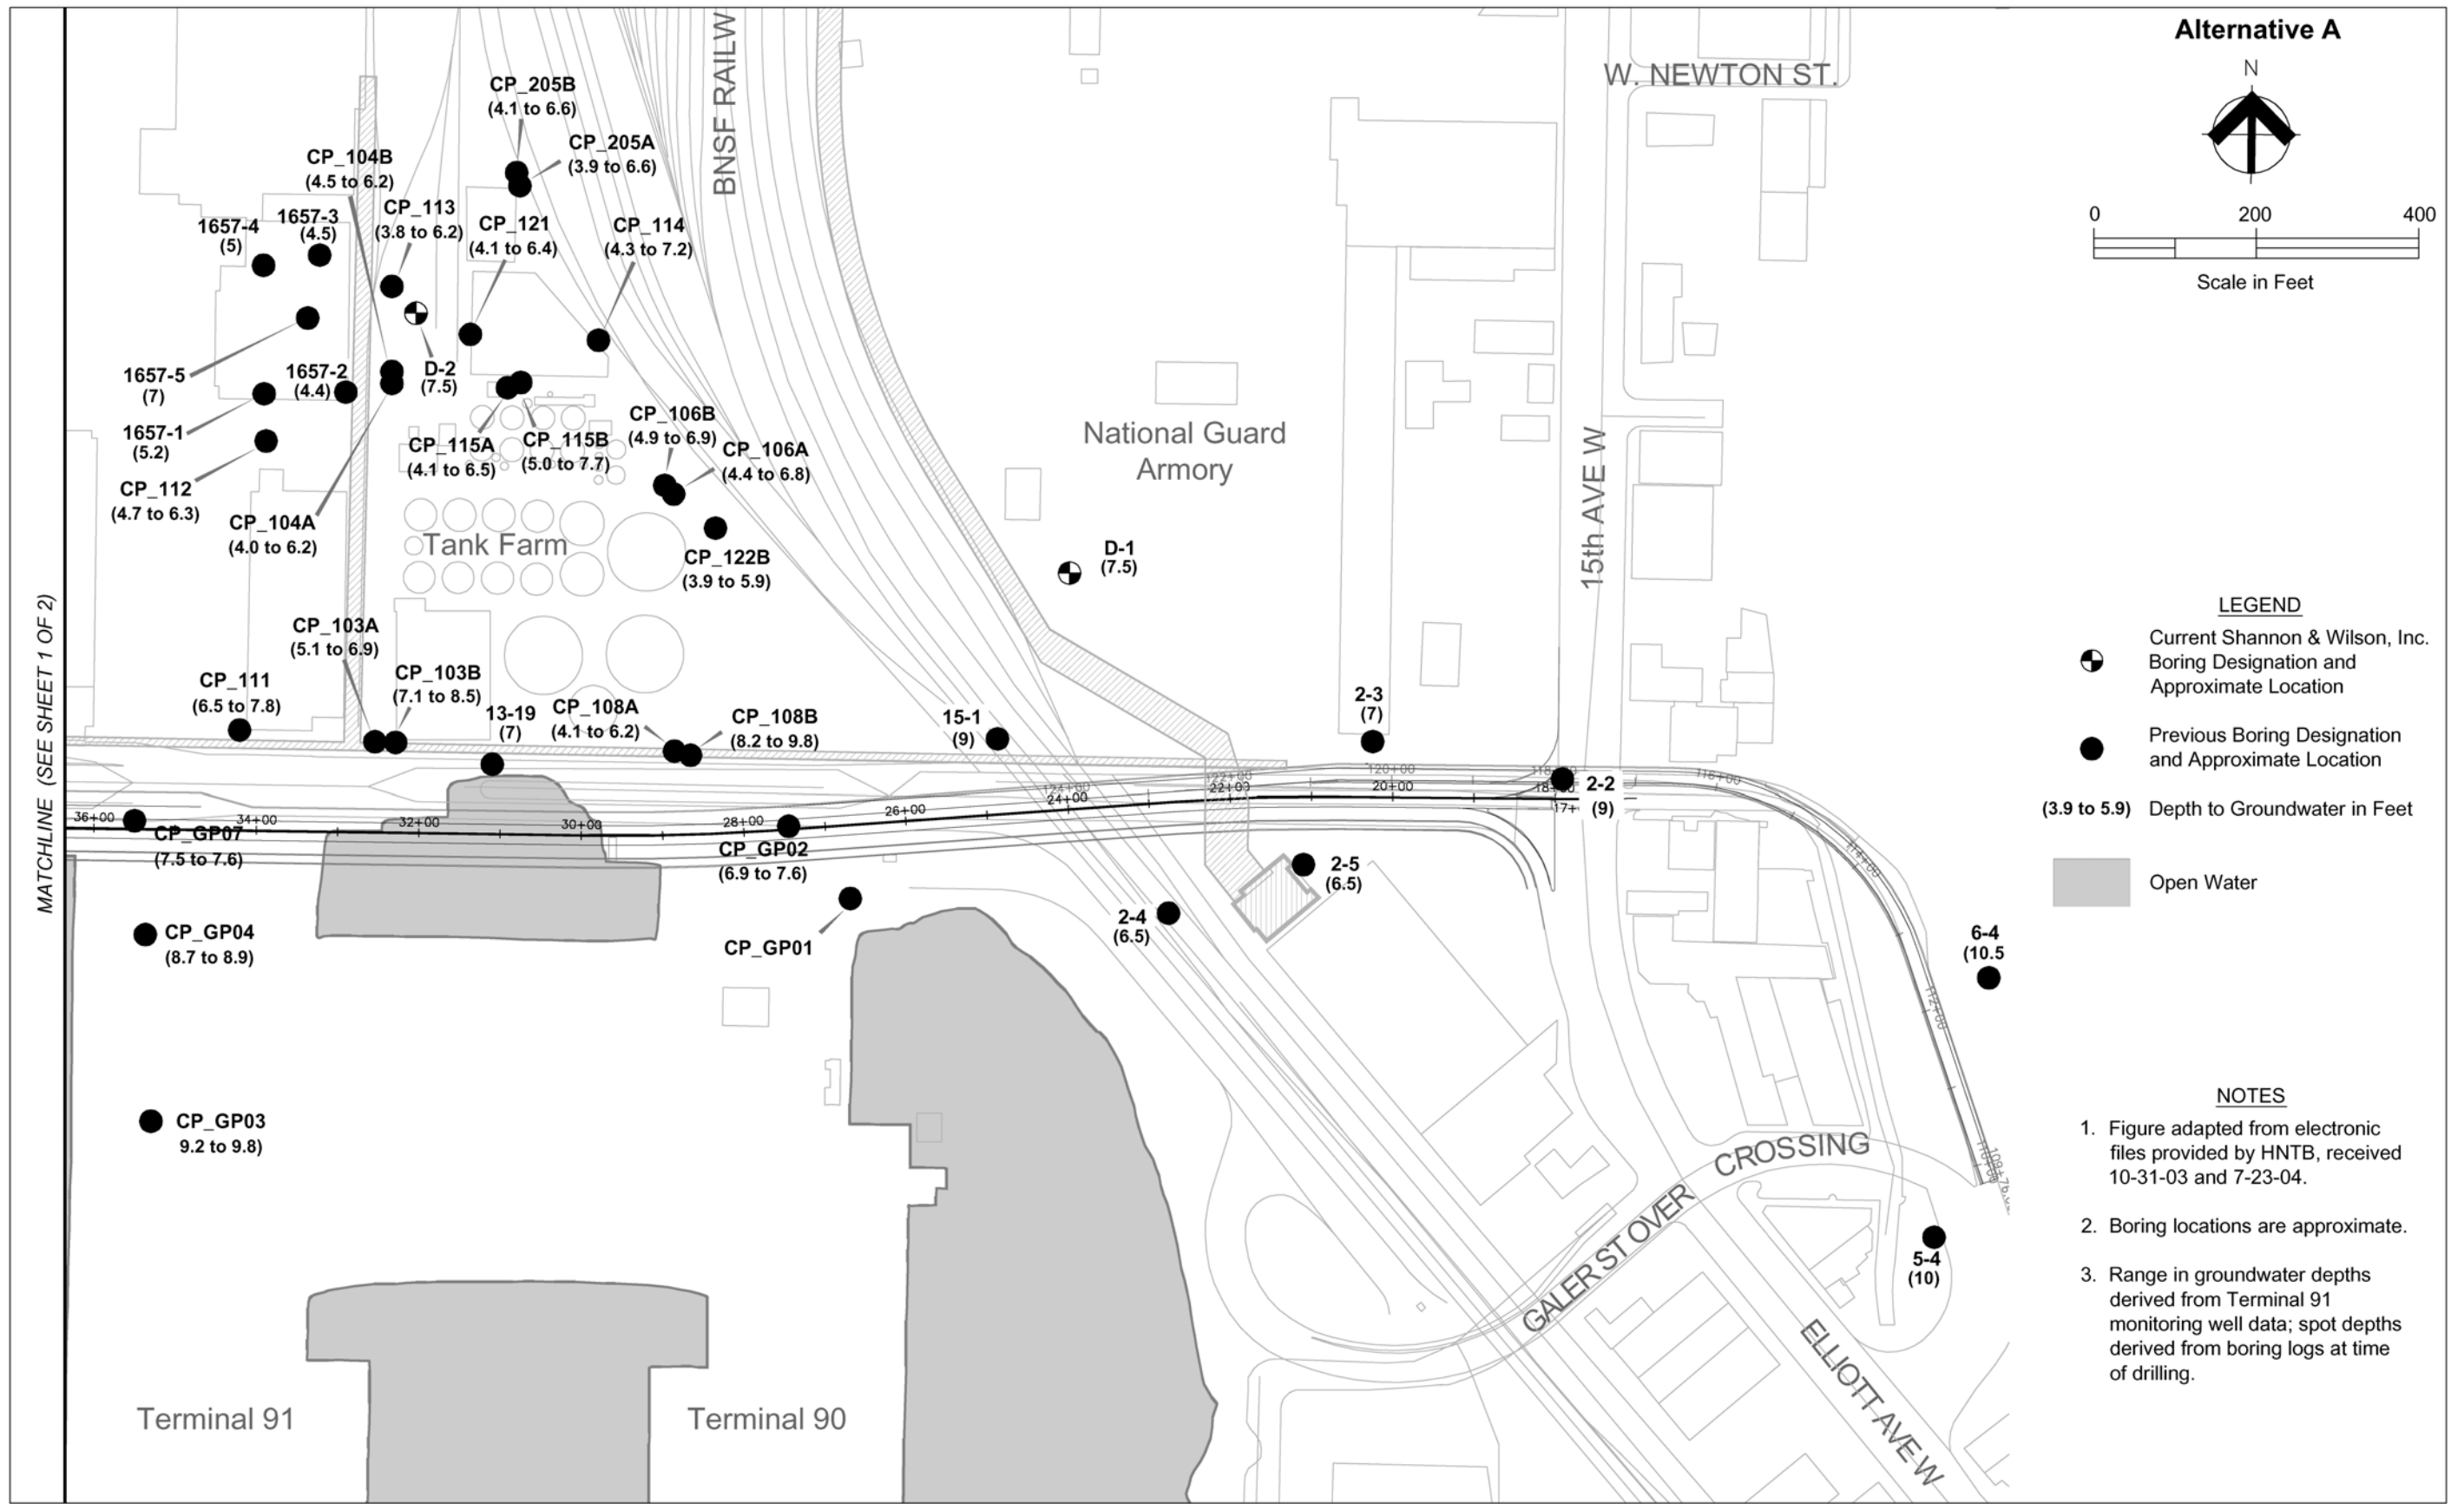 Alternative A
N
0 200 400
Scale in Feet
W. NEWTON ST.
BNSF RAILW
CP_205B
(4.1 to 6.6)
CP_205A
(3.9 to 6.6)
CP_104B
(4.5 to 6.2)
CP_113
(3.8 to 6.2)
CP_121
(4.1 to 6.4)
CP_114
(4.3 to 7.2)
1657-4
(5)
1657-3
(4.5)
1657-5
(7)
1657-2
(4.4)
D-2
(7.5)
1657-1
(5.2)
CP_115A
(4.1 to 6.5)
CP_115B
(5.0 to 7.7)
CP_106B
(4.9 to 6.9)
CP_106A
(4.4 to 6.8)
CP_112
(4.7 to 6.3)
CP_104A
(4.0 to 6.2)
Tank Farm
CP_122B
(3.9 to 5.9)
National Guard
Armory
D-1
(7.5)
15th AVE W
MATCHLINE (SEE SHEET 1 OF 2)
CP_103A
(5.1 to 6.9)
CP_111
(6.5 to 7.8)
CP_103B
(7.1 to 8.5)
13-19
(7)
CP_108A
(4.1 to 6.2)
CP_108B
(8.2 to 9.8)
15-1
(9)
2-3
(7)
122+00
120+00
116+00
124+00
36+00
34+00
32+00
30+00
28+00
26+00
24+00
22+00
20+00
17+
2-2
(9)
CP_GP07
(7.5 to 7.6)
CP_GP02
(6.9 to 7.6)
114+00
2-5
(6.5)
2-4
(6.5)
CP_GP04
(8.7 to 8.9)
CP_GP01
6-4
(10.5
112+00
CP_GP03
9.2 to 9.8)
GALER ST OVER
CROSSING
5-4
(10)
ELLIOTT AVE W
Terminal 91
Terminal 90
LEGEND
Current Shannon & Wilson, Inc.
Boring Designation and
Approximate Location
Previous Boring Designation
and Approximate Location
(3.9 to 5.9) Depth to Groundwater in Feet
Open Water
NOTES
1. Figure adapted from electronic
files provided by HNTB, received
10-31-03 and 7-23-04.
2. Boring locations are approximate.
3. Range in groundwater depths
derived from Terminal 91
monitoring well data; spot depths
derived from boring logs at time
of drilling.